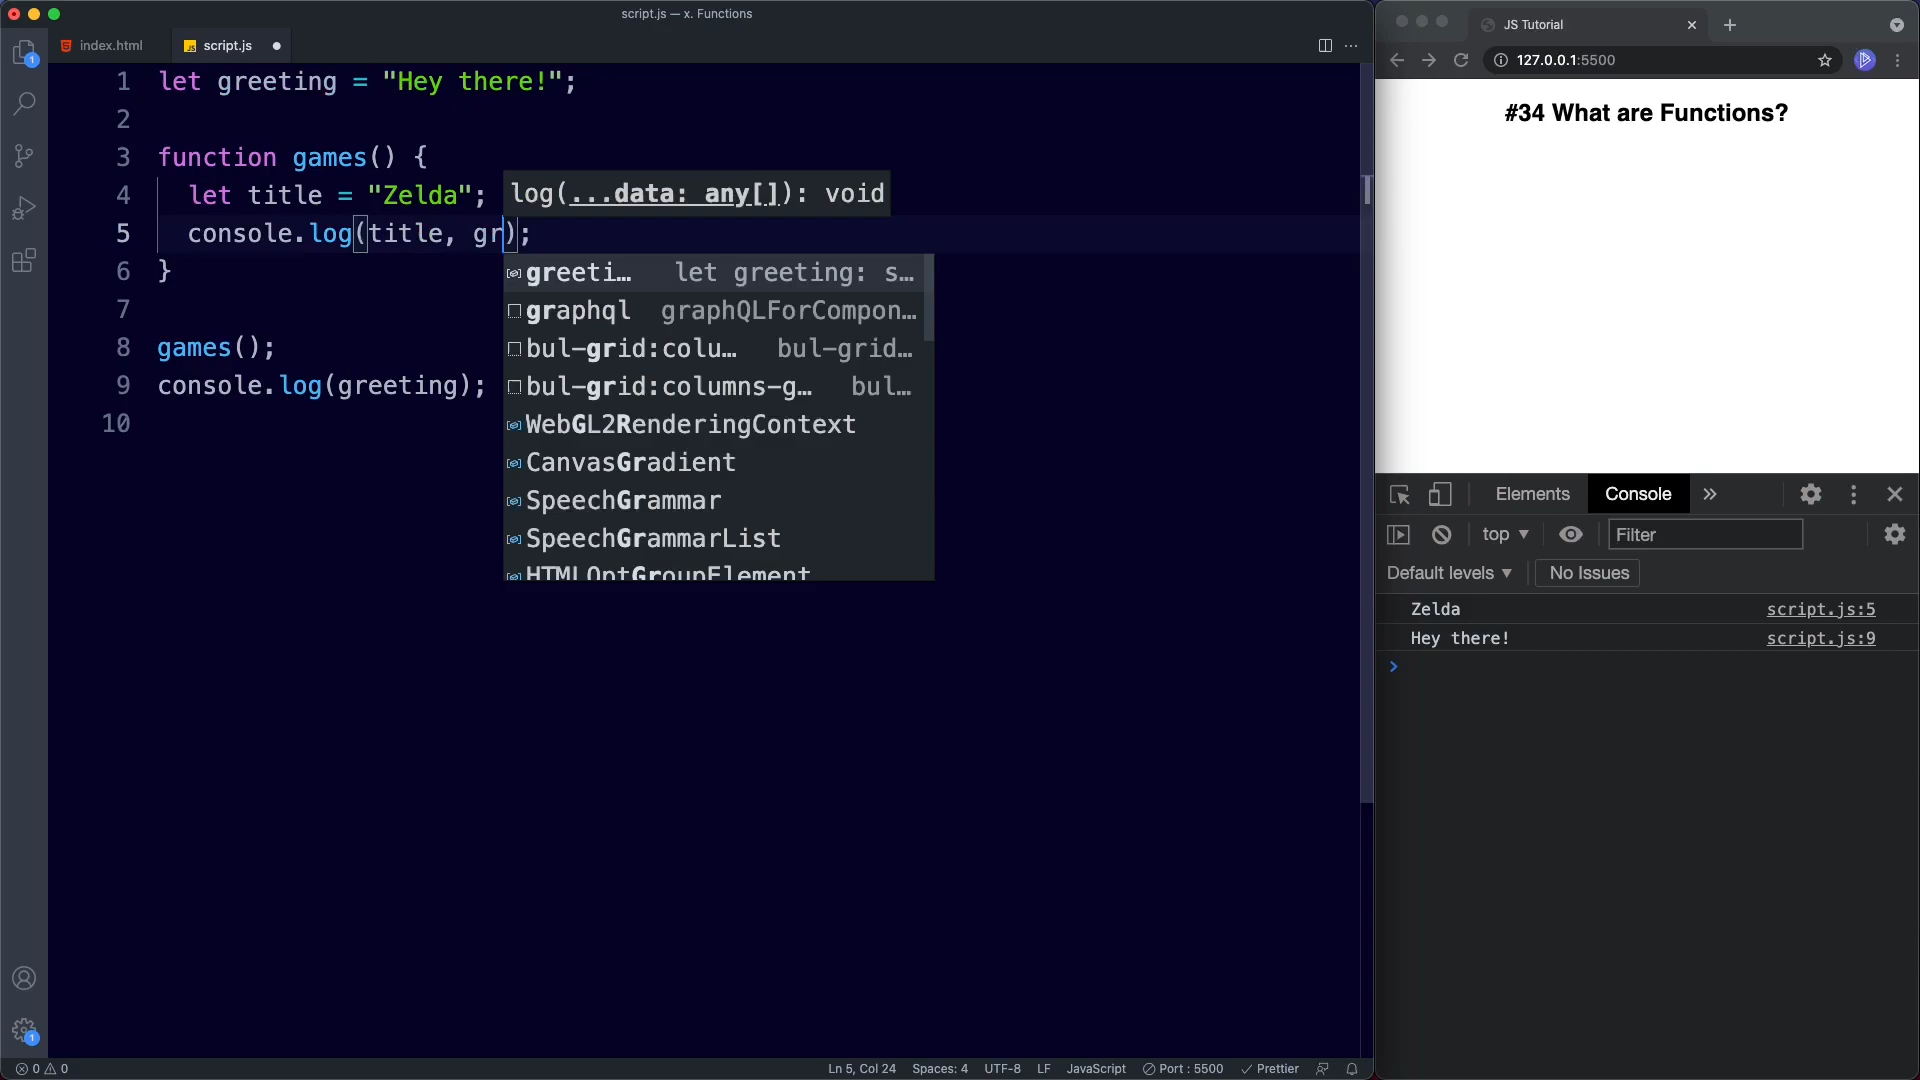 script.js — x. Functions
index.html
JS script.js
1 let greeting = "Hey there!";
2
3 function games() {
4 let title = "Zelda";
5 console.log(title, gr);
6 }
7
8 games();
9 console.log(greeting);
10
log(...data: any[]): void
greeti… let greeting: s…
graphql graphQLForCompon…
bul-grid:colu… bul-grid…
bul-grid:columns-g… bul…
WebGL2RenderingContext
CanvasGradient
SpeechGrammar
SpeechGrammarList
HTMLOptGroupElement
1
1
0 0
Ln 5, Col 24 Spaces: 4 UTF-8 LF JavaScript Port : 5500 Prettier
JS Tutorial
127.0.0.1:5500
#34 What are Functions?
Elements Console
top Filter
Default levels No Issues
Zelda script.js:5
Hey there! script.js:9